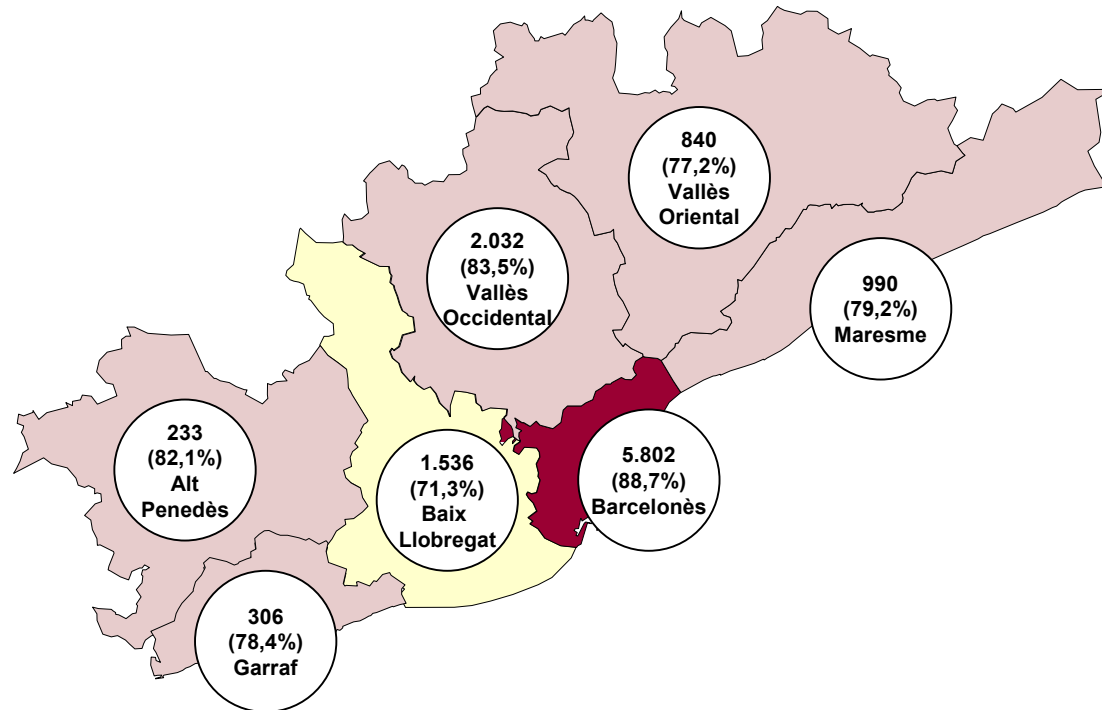 840
(77,2%)
Vallès
Oriental
2.032
(83,5%)
Vallès
Occidental
990
(79,2%)
Maresme
233
(82,1%)
Alt
Penedès
1.536
(71,3%)
Baix
Llobregat
5.802
(88,7%)
Barcelonès
306
(78,4%)
Garraf